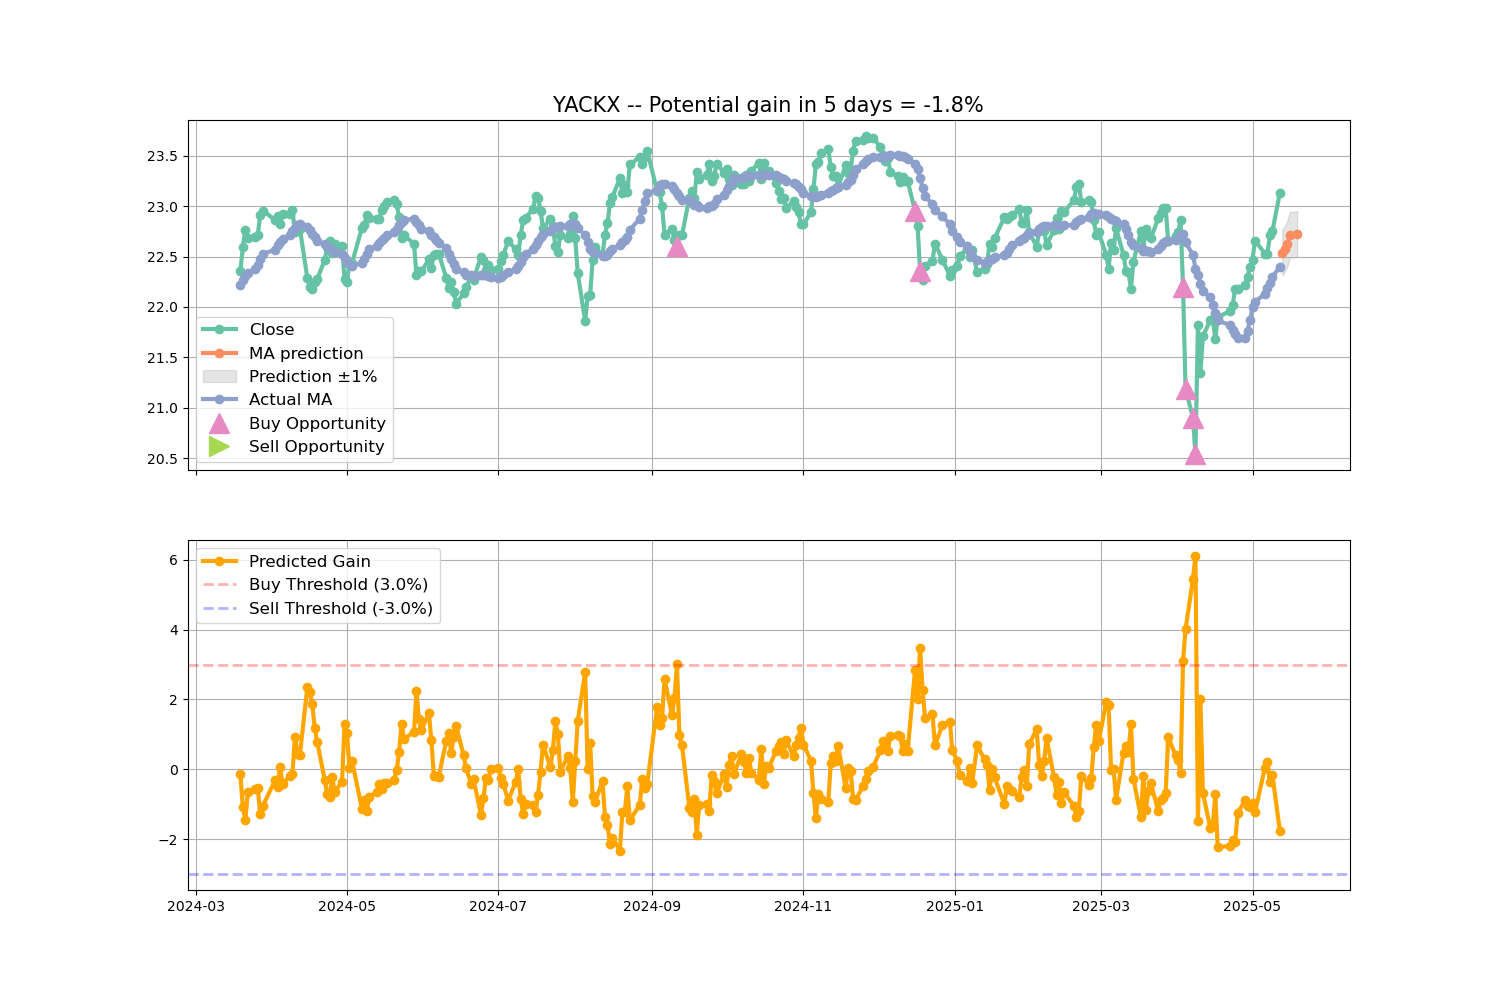 YACKX -- Potential gain in 5 days = -1.8%
23.5
23.0
22.5
22.0
21.5
21.0
20.5
Close
MA prediction
Prediction ±1%
Actual MA
Buy Opportunity
Sell Opportunity
6
4
2
0
−2
Predicted Gain
Buy Threshold (3.0%)
Sell Threshold (-3.0%)
2024-03
2024-05
2024-07
2024-09
2024-11
2025-01
2025-03
2025-05